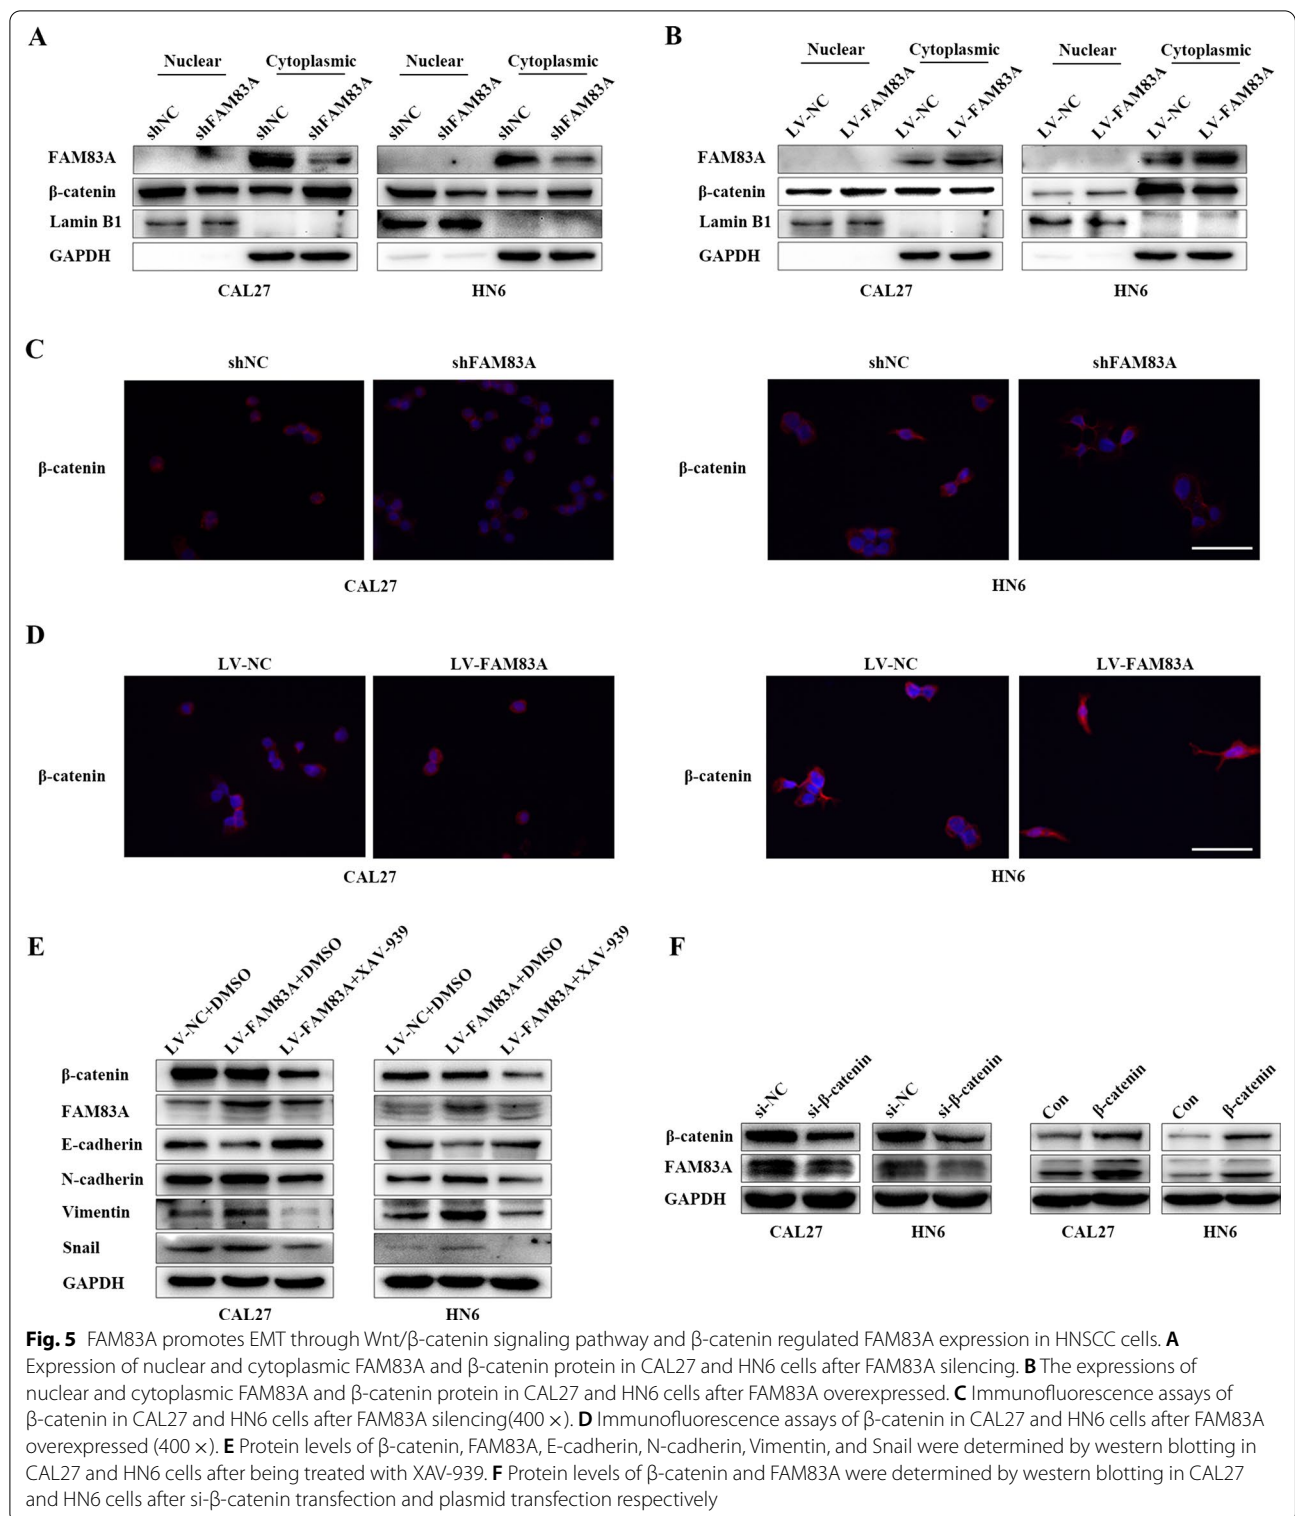 A
B
Nuclear Cytoplasmic Nuclear Cytoplasmic
shNC shFAM83A shNC shFAM83A shNC shFAM83A shNC shFAM83A
FAM83A
β-catenin
Lamin B1
GAPDH
CAL27 HN6
Nuclear Cytoplasmic Nuclear Cytoplasmic
LV-NC LV-FAM83A LV-NC LV-FAM83A LV-NC LV-FAM83A LV-NC LV-FAM83A
FAM83A
β-catenin
Lamin B1
GAPDH
CAL27 HN6
C
shNC shFAM83A shNC shFAM83A
β-catenin β-catenin
CAL27 HN6
D
LV-NC LV-FAM83A LV-NC LV-FAM83A
β-catenin β-catenin
CAL27 HN6
E
LV-NC+DMSO LV-FAM83A+DMSO LV-FAM83A+XAV-939 LV-NC+DMSO LV-FAM83A+DMSO LV-FAM83A+XAV-939
β-catenin
FAM83A
E-cadherin
N-cadherin
Vimentin
Snail
GAPDH
CAL27 HN6
F
si-NC si-β-catenin si-NC si-β-catenin Con β-catenin Con β-catenin
β-catenin
FAM83A
GAPDH
CAL27 HN6 CAL27 HN6
Fig. 5 FAM83A promotes EMT through Wnt/β-catenin signaling pathway and β-catenin regulated FAM83A expression in HNSCC cells. A
Expression of nuclear and cytoplasmic FAM83A and β-catenin protein in CAL27 and HN6 cells after FAM83A silencing. B The expressions of
nuclear and cytoplasmic FAM83A and β-catenin protein in CAL27 and HN6 cells after FAM83A overexpressed. C Immunofluorescence assays of
β-catenin in CAL27 and HN6 cells after FAM83A silencing(400 ×). D Immunofluorescence assays of β-catenin in CAL27 and HN6 cells after FAM83A
overexpressed (400 ×). E Protein levels of β-catenin, FAM83A, E-cadherin, N-cadherin, Vimentin, and Snail were determined by western blotting in
CAL27 and HN6 cells after being treated with XAV-939. F Protein levels of β-catenin and FAM83A were determined by western blotting in CAL27
and HN6 cells after si-β-catenin transfection and plasmid transfection respectively